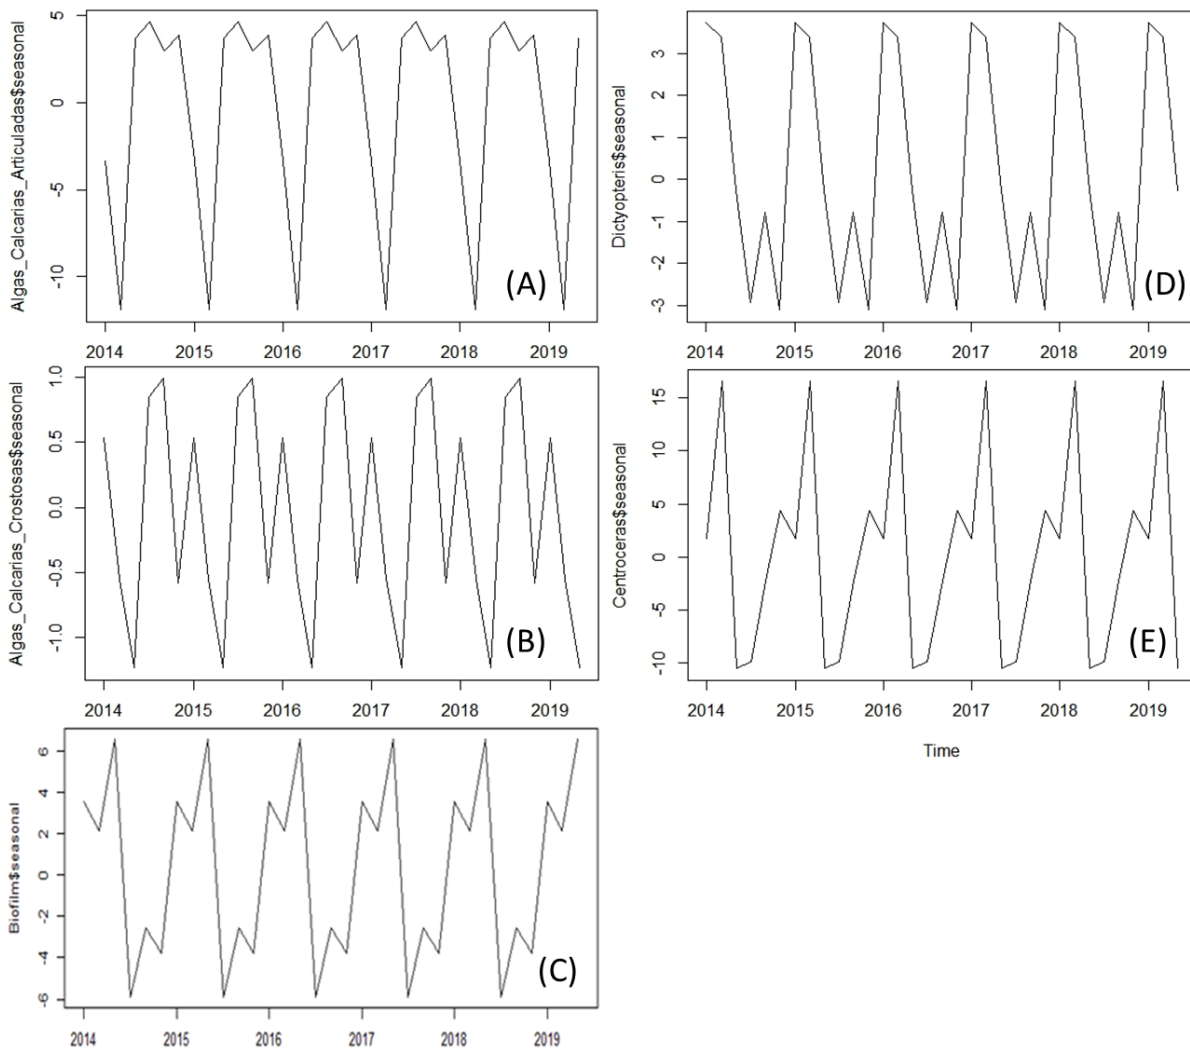 Algas_Calcarias_Articuladas$seasonal
5
0
-5
-10
(A)
2014 2015 2016 2017 2018 2019
Algas_Calcarias_Crostosas$seasonal
1.0
0.5
0.0
-0.5
-1.0
(B)
2014 2015 2016 2017 2018 2019
Biofilm$seasonal
6
4
2
0
-2
-4
-6
(C)
2014 2015 2016 2017 2018 2019
Dictyopteris$seasonal
3
2
1
0
-1
-2
-3
(D)
2014 2015 2016 2017 2018 2019
Centroceras$seasonal
15
10
5
0
-5
-10
(E)
2014 2015 2016 2017 2018 2019
Time